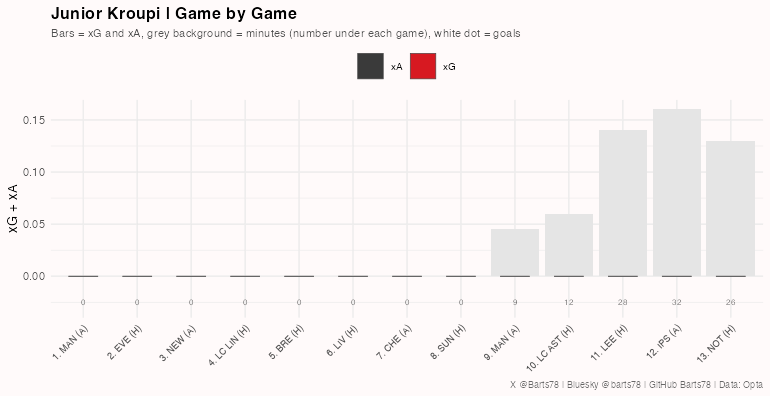 Junior Kroupi | Game by Game
Bars = xG and xA, grey background = minutes (number under each game), white dot = goals
xA
xG
xG + xA
0.15
0.10
0.05
0.00
0 0 0 0 0 0 0 0 9 12 28 32 26
1. MAN (A)
2. EVE (H)
3. NEW (A)
4. LC LIN (H)
5. BRE (H)
6. LIV (H)
7. CHE (A)
8. SUN (H)
9. MAN (A)
10. LC AST (H)
11. LEE (H)
12. IPS (A)
13. NOT (H)
X @Barts78 | Bluesky @barts78 | GitHub Barts78 | Data: Opta